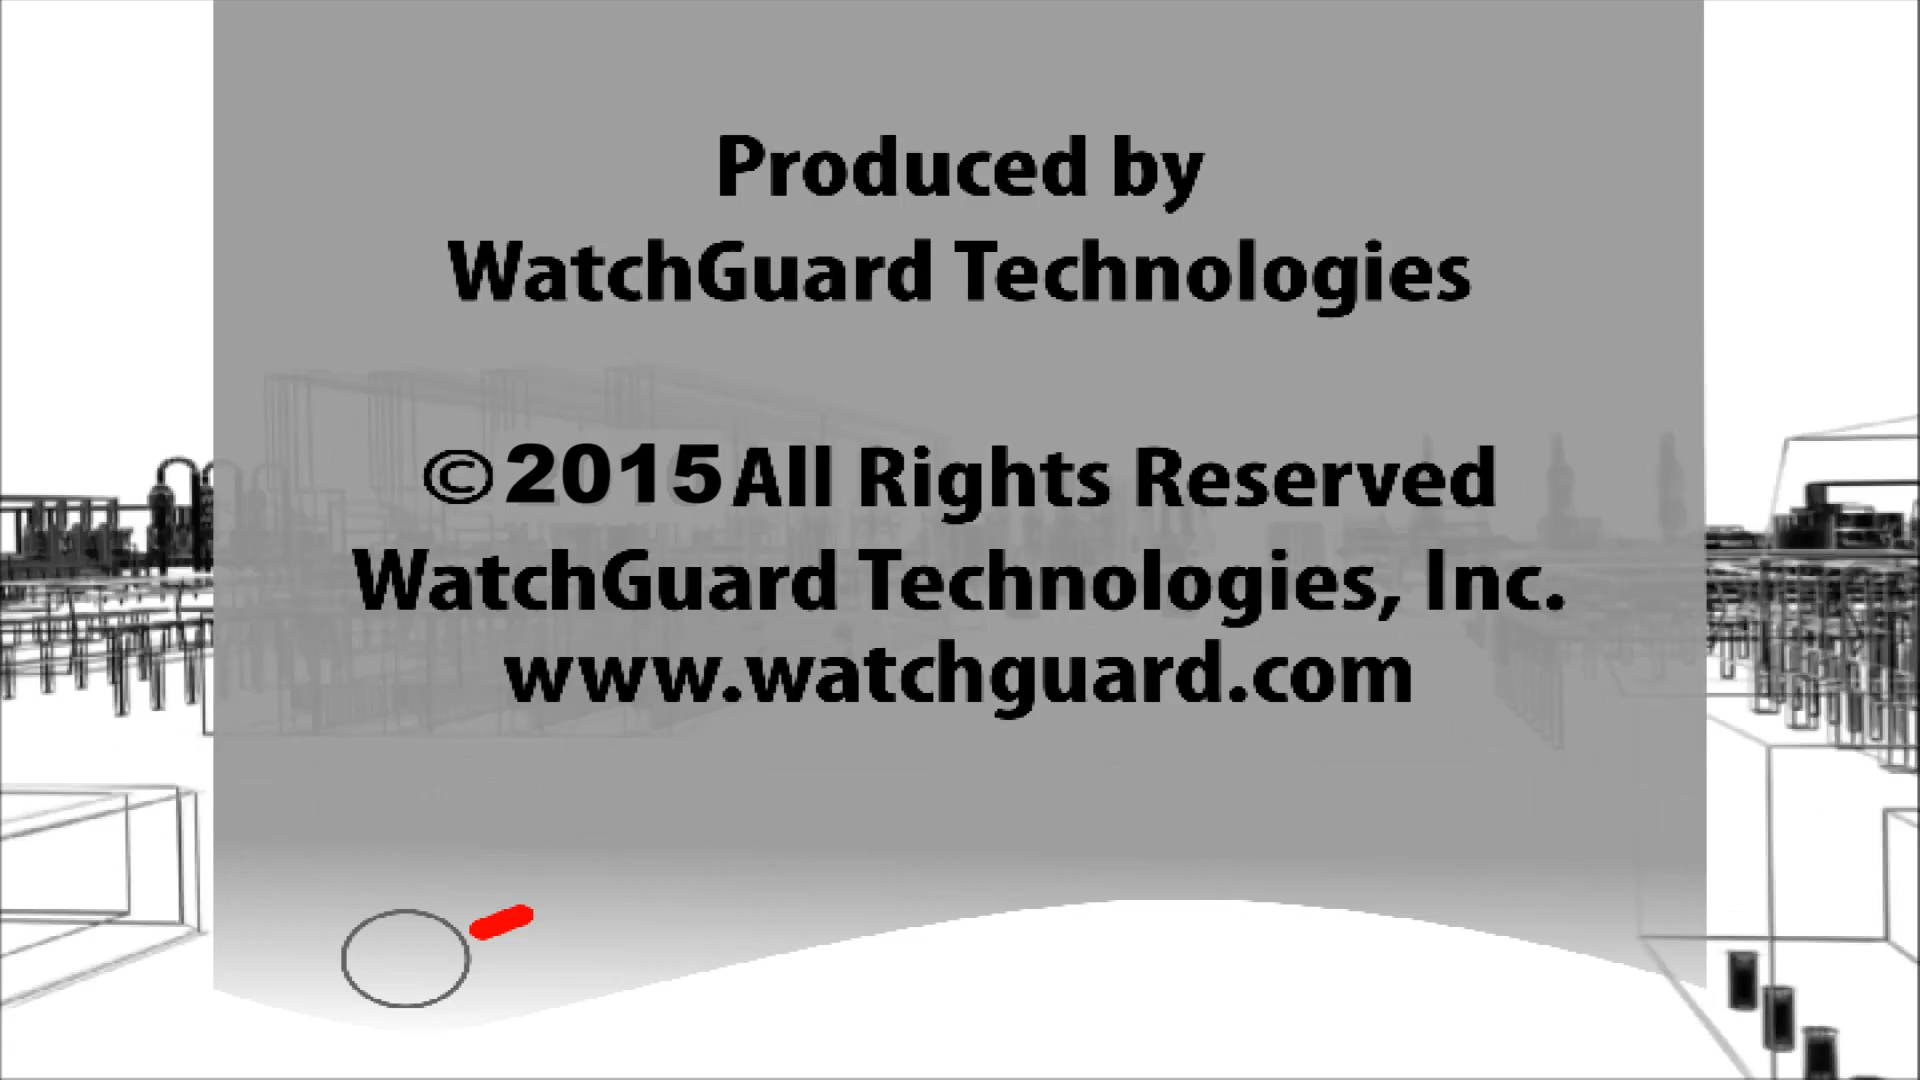 Produced by
WatchGuard Technologies
©2015 All Rights Reserved
WatchGuard Technologies, Inc.
www.watchguard.com